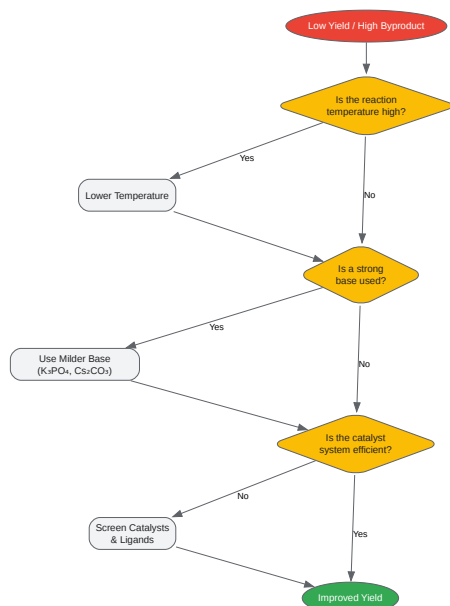 Low Yield / High Byproduct
Is the reaction
temperature high?
Yes
No
Lower Temperature
Is a strong
base used?
Yes
No
Use Milder Base
(K₃PO₄, Cs₂CO₃)
Is the catalyst
system efficient?
No
Yes
Screen Catalysts
& Ligands
Improved Yield